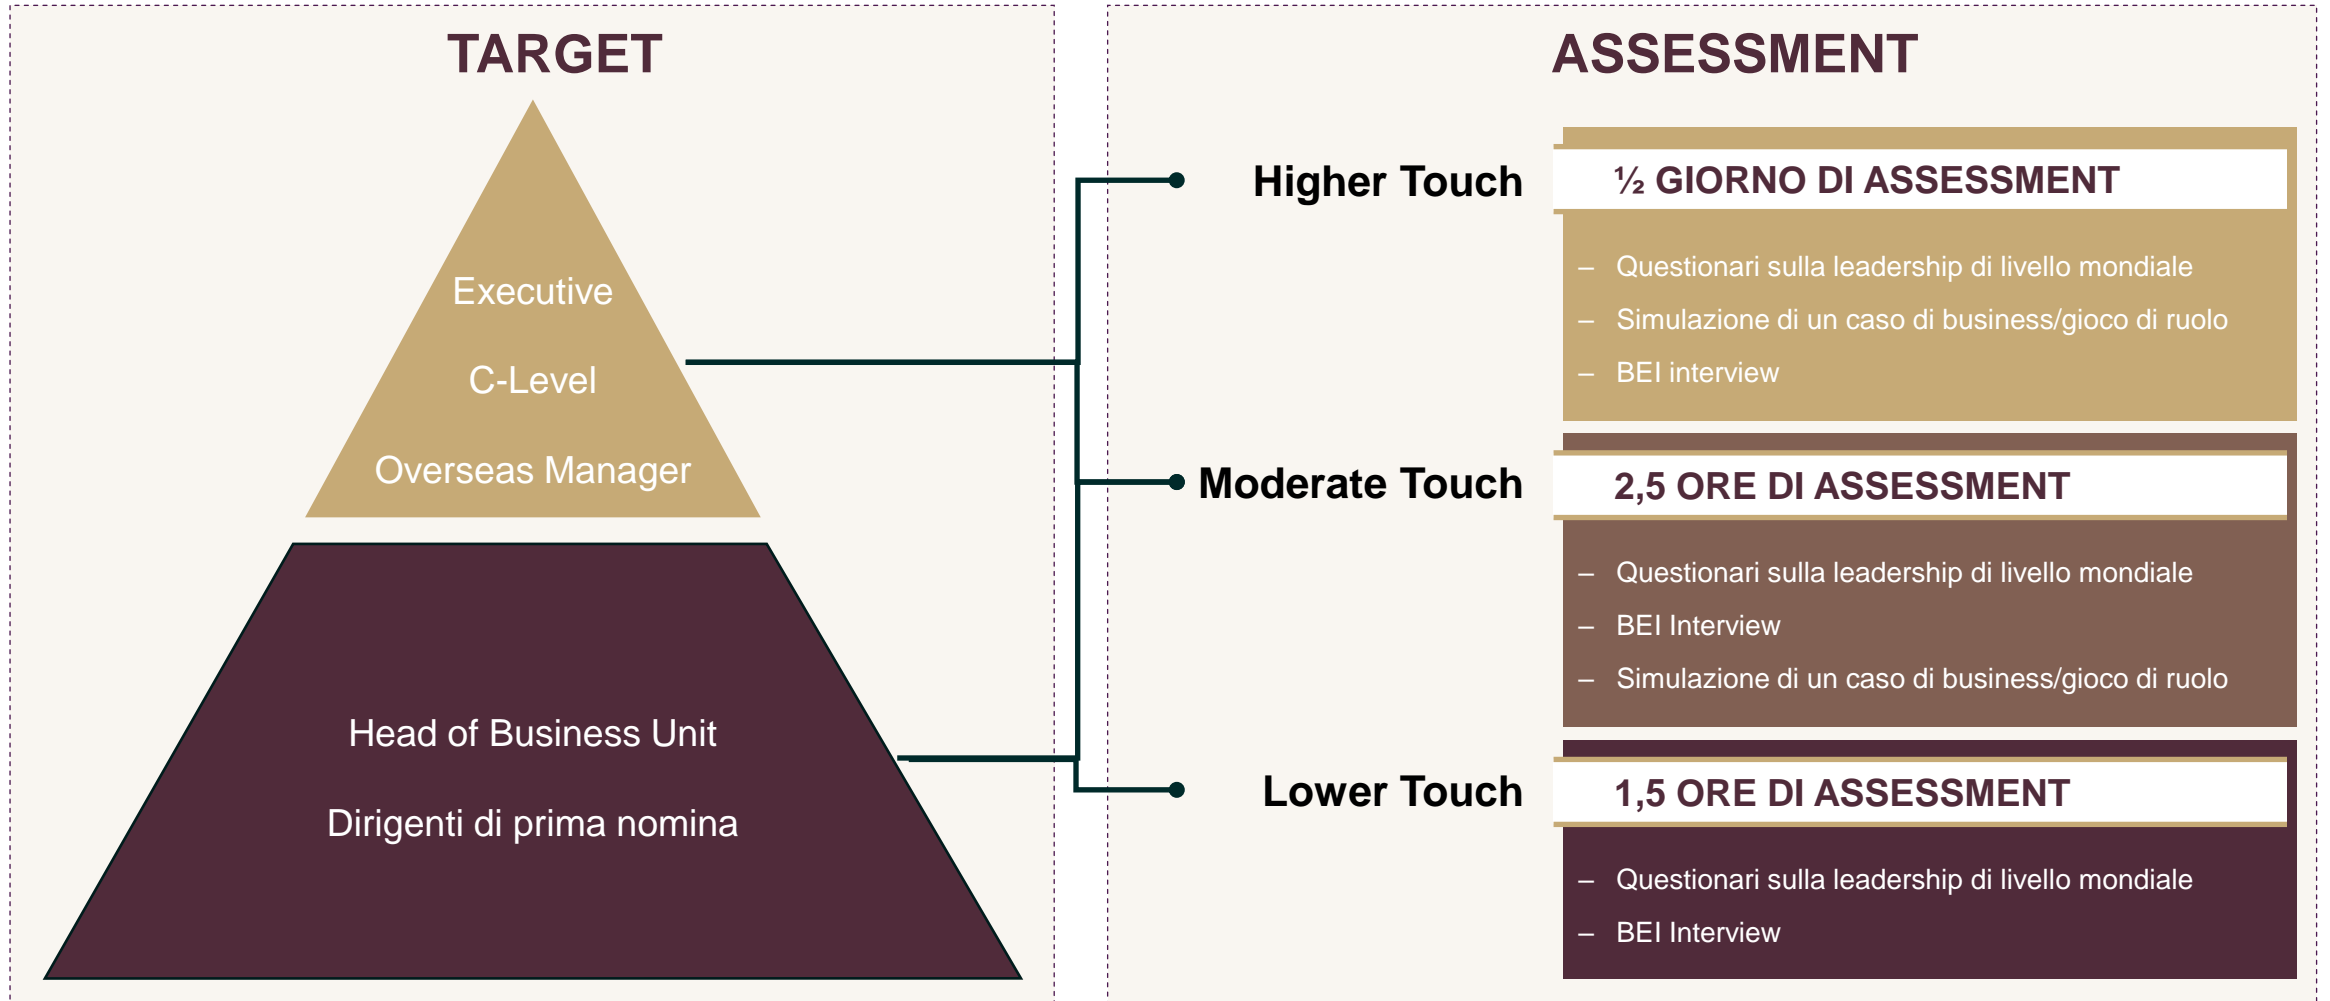 TARGET
Executive
C-Level
Overseas Manager
Head of Business Unit
Dirigenti di prima nomina
ASSESSMENT
Higher Touch
½ GIORNO DI ASSESSMENT
– Questionari sulla leadership di livello mondiale
– Simulazione di un caso di business/gioco di ruolo
– BEI interview
Moderate Touch
2,5 ORE DI ASSESSMENT
– Questionari sulla leadership di livello mondiale
– BEI Interview
– Simulazione di un caso di business/gioco di ruolo
Lower Touch
1,5 ORE DI ASSESSMENT
– Questionari sulla leadership di livello mondiale
– BEI Interview